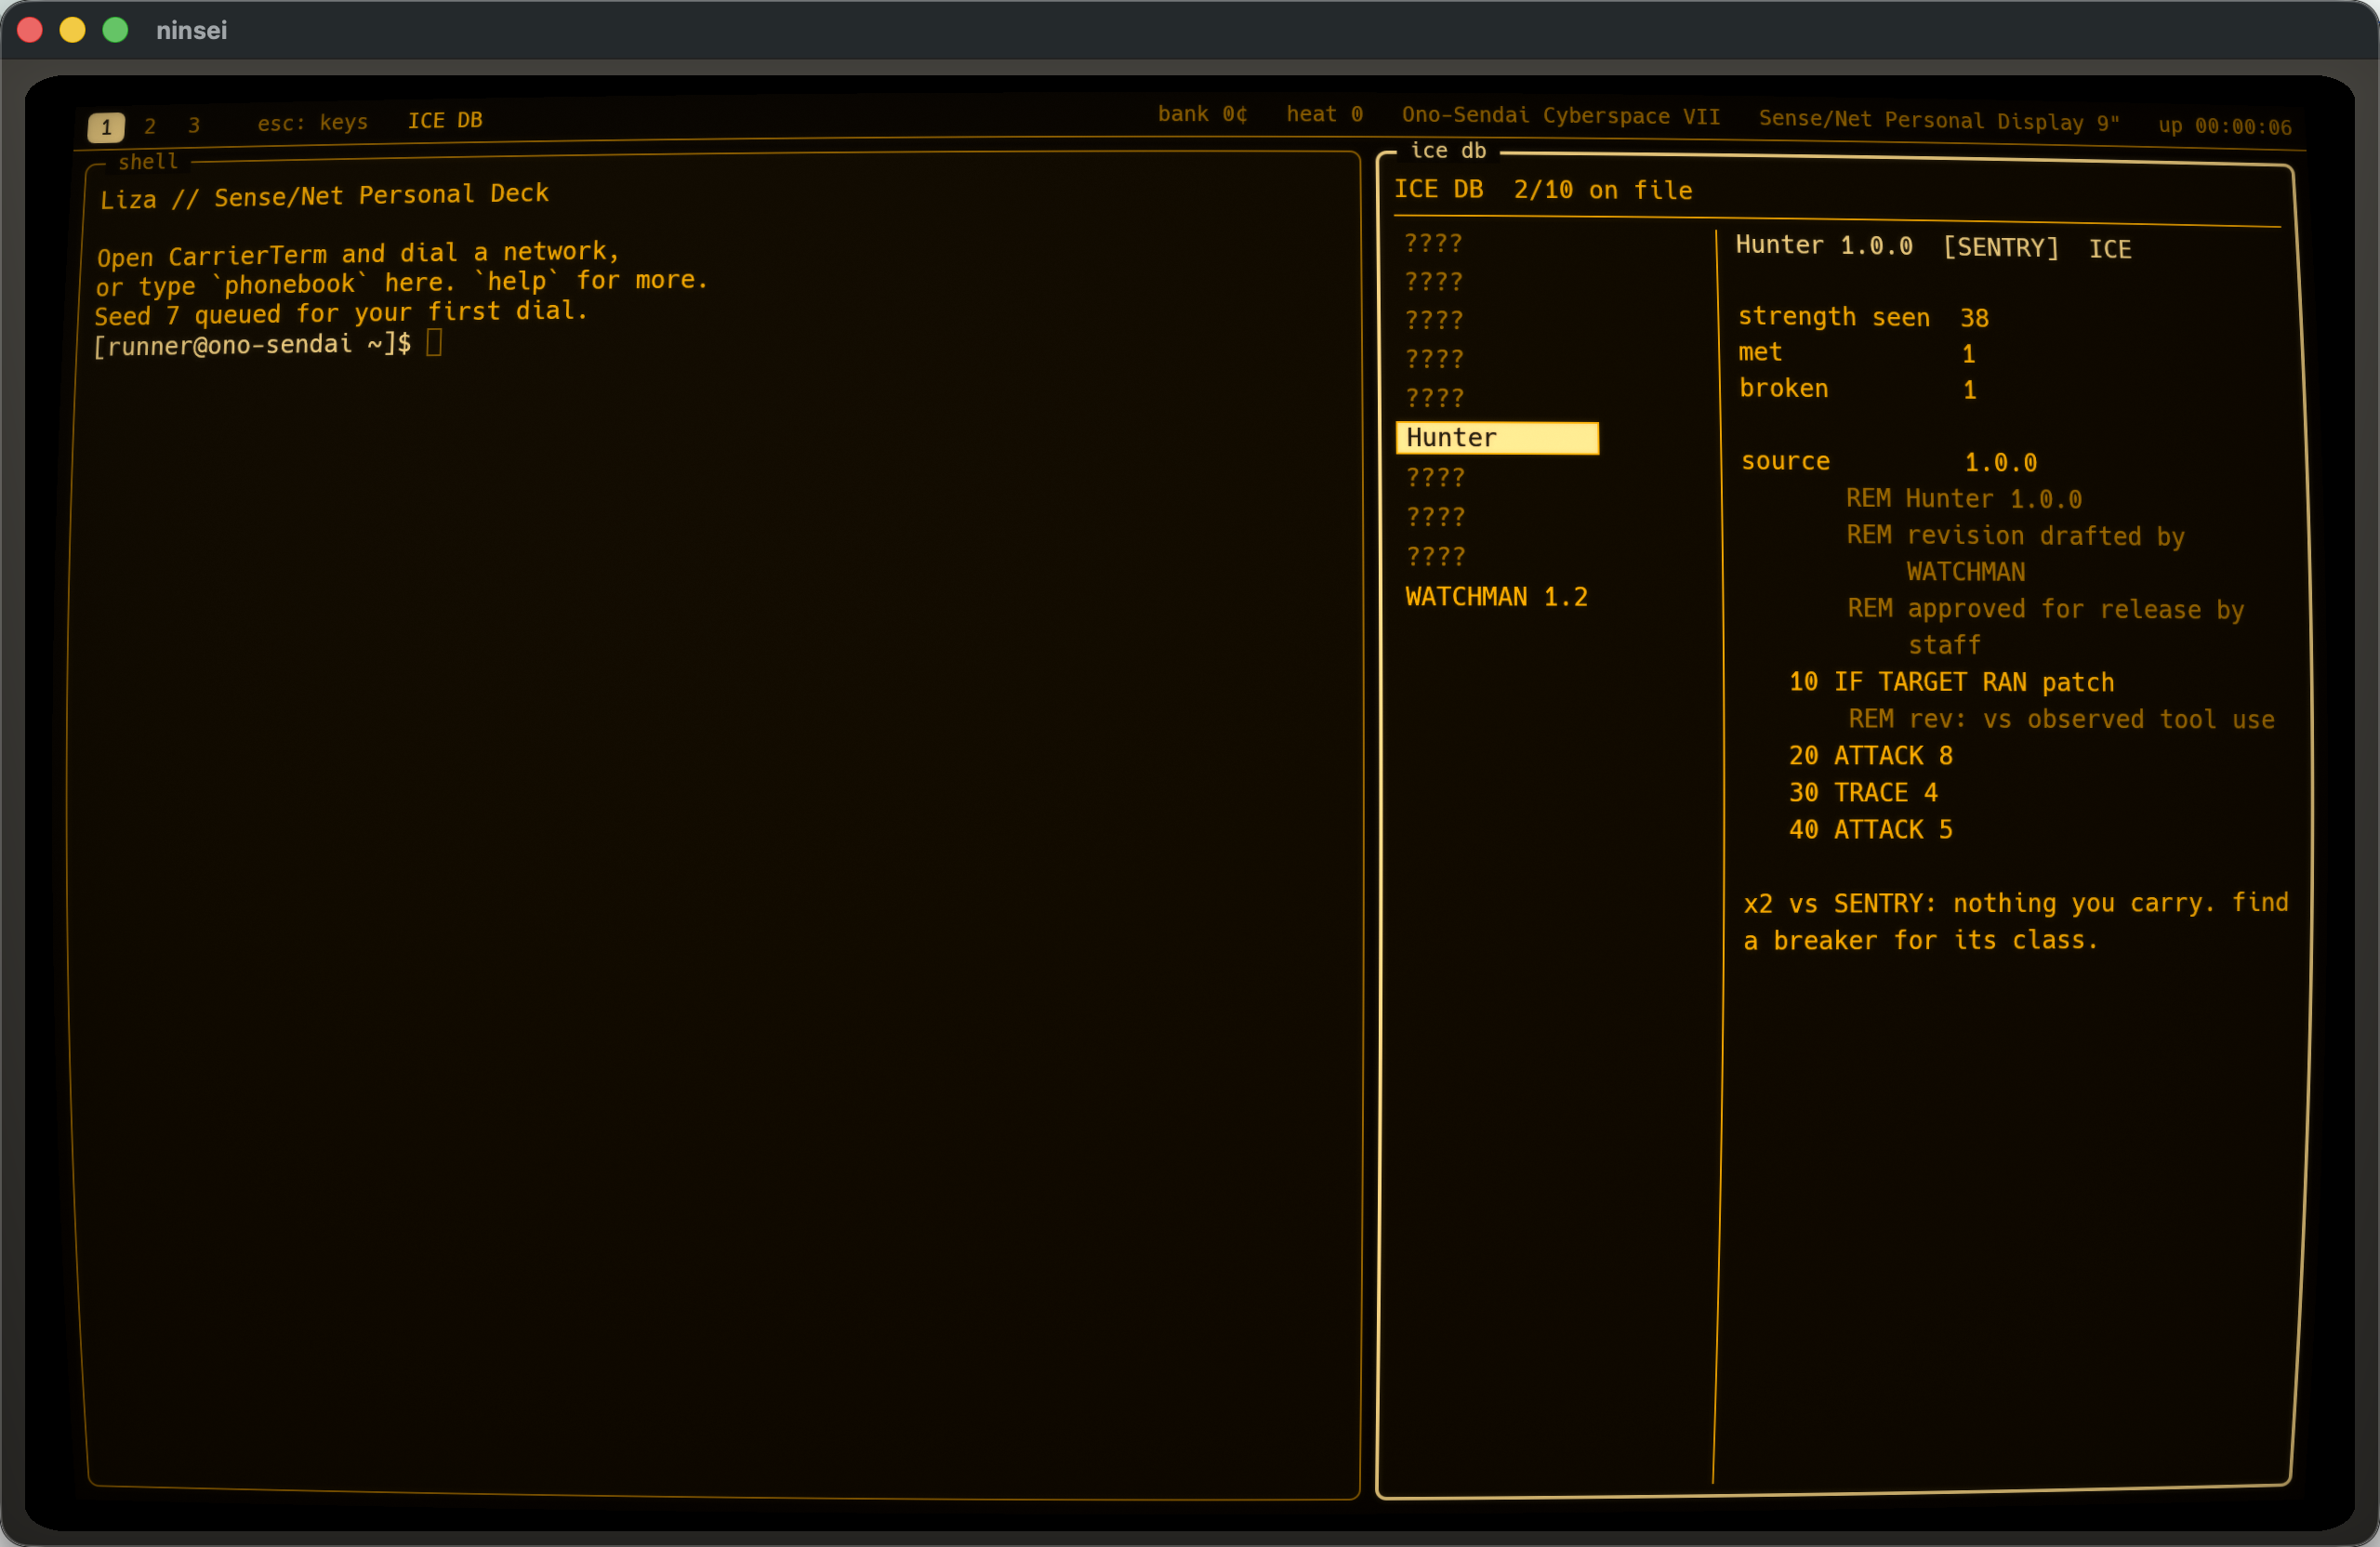 ninsei
1 2 3 esc: keys ICE DB bank 0¢ heat 0 Ono-Sendai Cyberspace VII Sense/Net Personal Display 9" up 00:00:06
shell
Liza // Sense/Net Personal Deck
Open CarrierTerm and dial a network,
or type `phonebook` here. `help` for more.
Seed 7 queued for your first dial.
[runner@ono-sendai ~]$
ice db
ICE DB 2/10 on file
????
????
????
????
????
Hunter
????
????
????
WATCHMAN 1.2
Hunter 1.0.0 [SENTRY] ICE
strength seen 38
met 1
broken 1
source 1.0.0
REM Hunter 1.0.0
REM revision drafted by
WATCHMAN
REM approved for release by
staff
10 IF TARGET RAN patch
REM rev: vs observed tool use
20 ATTACK 8
30 TRACE 4
40 ATTACK 5
x2 vs SENTRY: nothing you carry. find
a breaker for its class.